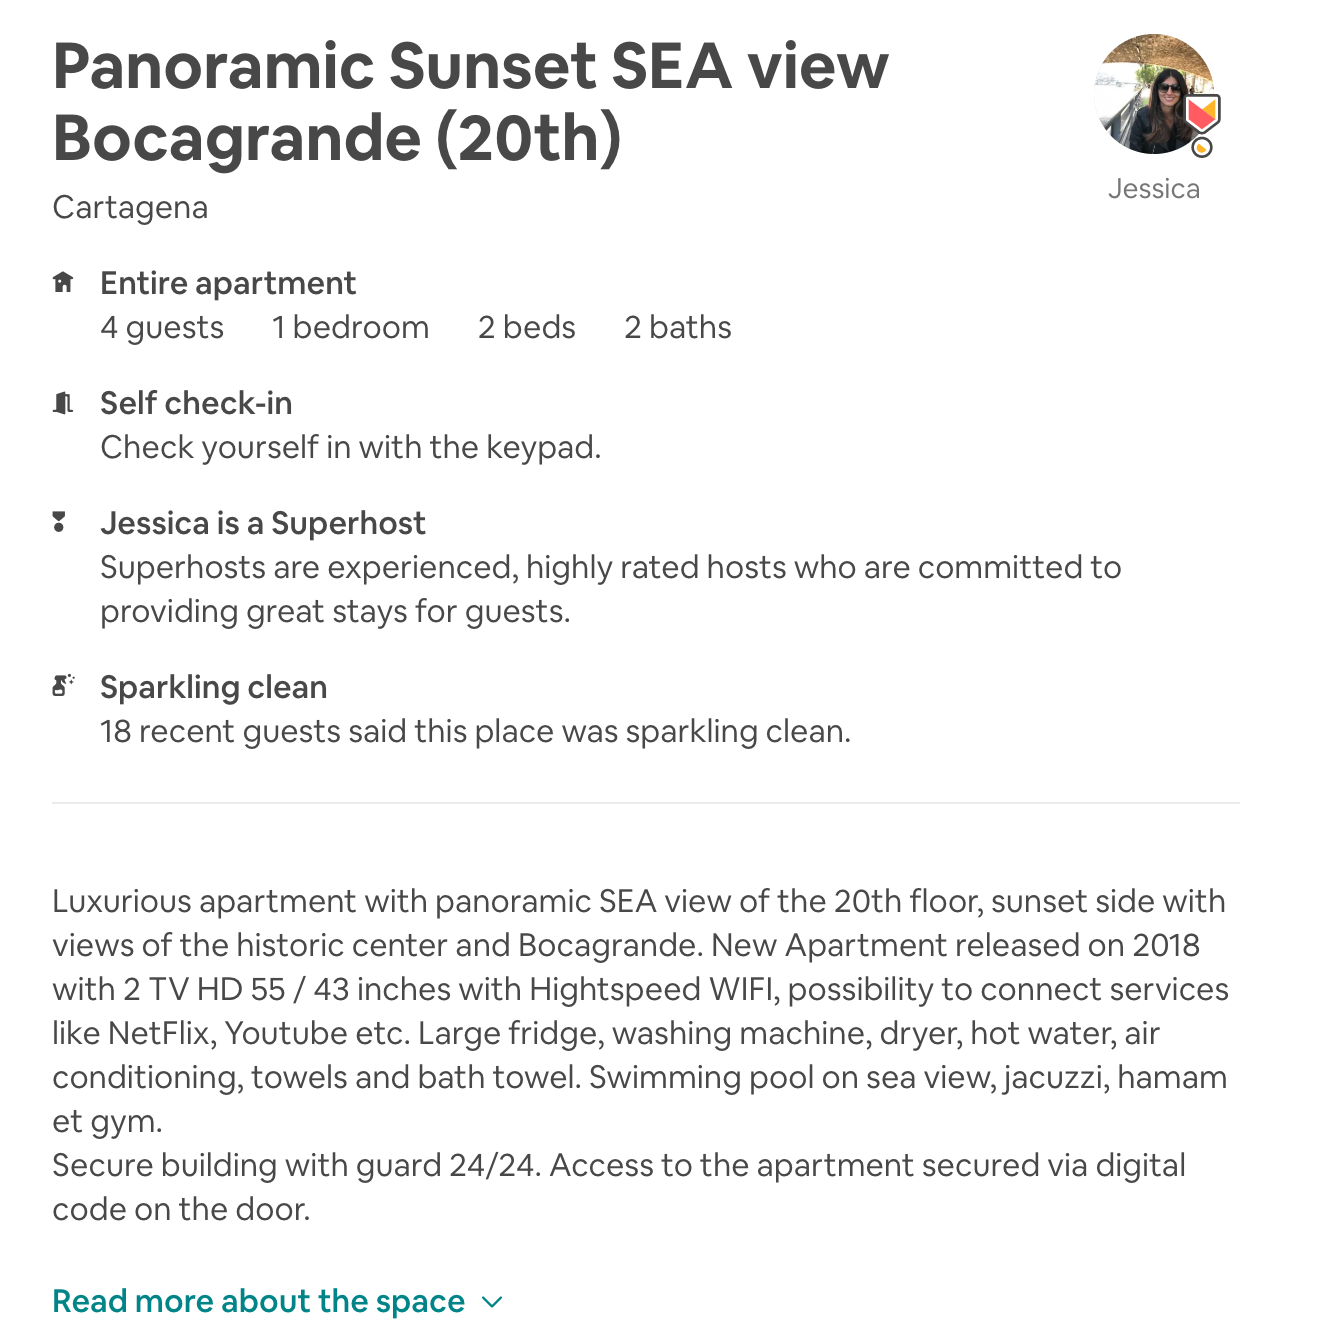 Panoramic Sunset SEA view
Bocagrande (20th)
Jessica
Cartagena
Entire apartment
4 guests 1 bedroom 2 beds 2 baths
Self check-in
Check yourself in with the keypad.
Jessica is a Superhost
Superhosts are experienced, highly rated hosts who are committed to
providing great stays for guests.
Sparkling clean
18 recent guests said this place was sparkling clean.
Luxurious apartment with panoramic SEA view of the 20th floor, sunset side with
views of the historic center and Bocagrande. New Apartment released on 2018
with 2 TV HD 55 / 43 inches with Hightspeed WIFI, possibility to connect services
like NetFlix, Youtube etc. Large fridge, washing machine, dryer, hot water, air
conditioning, towels and bath towel. Swimming pool on sea view, jacuzzi, hamam
et gym.
Secure building with guard 24/24. Access to the apartment secured via digital
code on the door.
Read more about the space